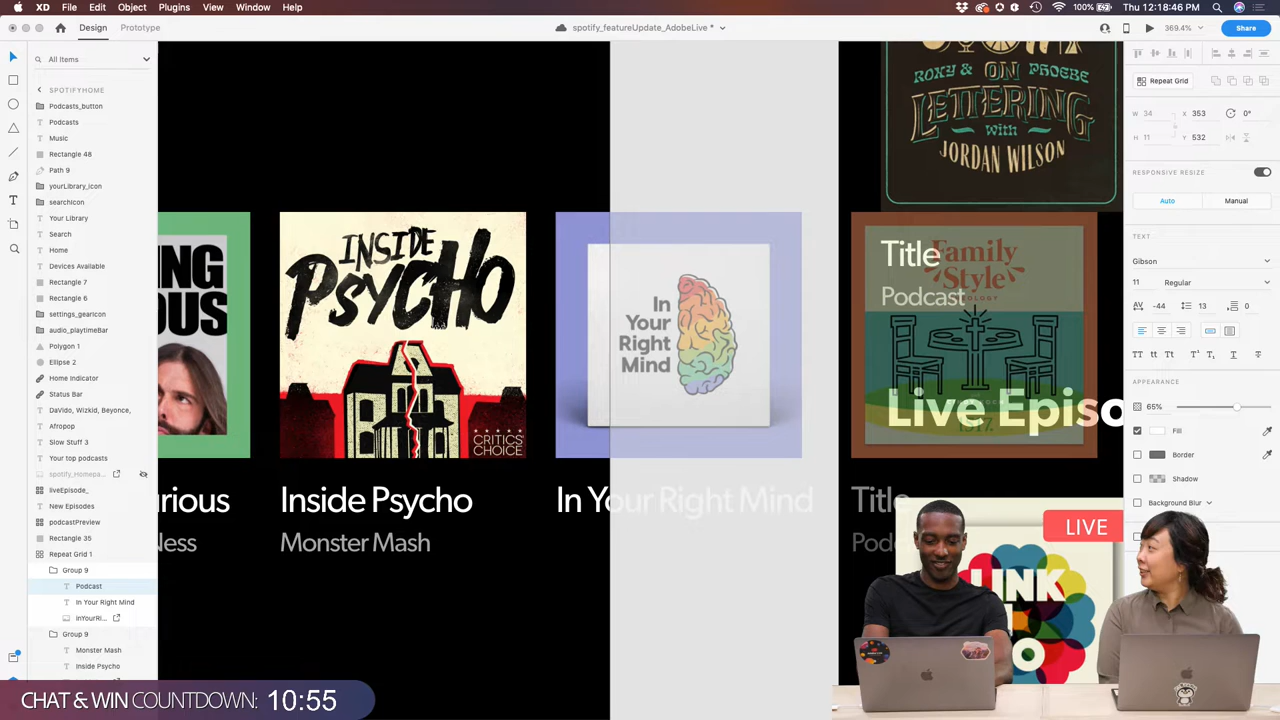 XD File Edit Object Plugins View Window Help
100% Thu 12:18:46 PM
Design Prototype
spotify_featureUpdate_AdobeLive *
369.4%
Share
All Items
SPOTIFYHOME
Podcasts_button
Podcasts
Music
Rectangle 48
Path 9
yourLibrary_icon
searchIcon
Your Library
Search
Home
Devices Available
Rectangle 7
Rectangle 6
settings_gearIcon
audio_playtimeBar
Polygon 1
Ellipse 2
Home Indicator
Status Bar
DaVido, Wizkid, Beyonce,
Afropop
Slow Stuff 3
Your top podcasts
spotify_Homepa...
liveEpisode_
New Episodes
podcastPreview
Rectangle 35
Repeat Grid 1
Group 9
Podcast
In Your Right Mind
inYourRi...
Group 9
Monster Mash
Inside Psycho
INSIDE
PSYCHO
CRITICS'
CHOICE
Inside Psycho
Monster Mash
In
Your
Right
Mind
In Your Right Mind
ROXY & ON PHOEBE
LETTERING
with
JORDAN WILSON
Title
Podcast
Family
Style
Live Episo
Title
LIVE
Repeat Grid
W 34 X 353 0°
H 11 Y 532
RESPONSIVE RESIZE
Auto Manual
TEXT
Gibson
11 Regular
-44 13 0
APPEARANCE
65%
Fill
Border
Shadow
Background Blur
CHAT & WIN COUNTDOWN: 10:55